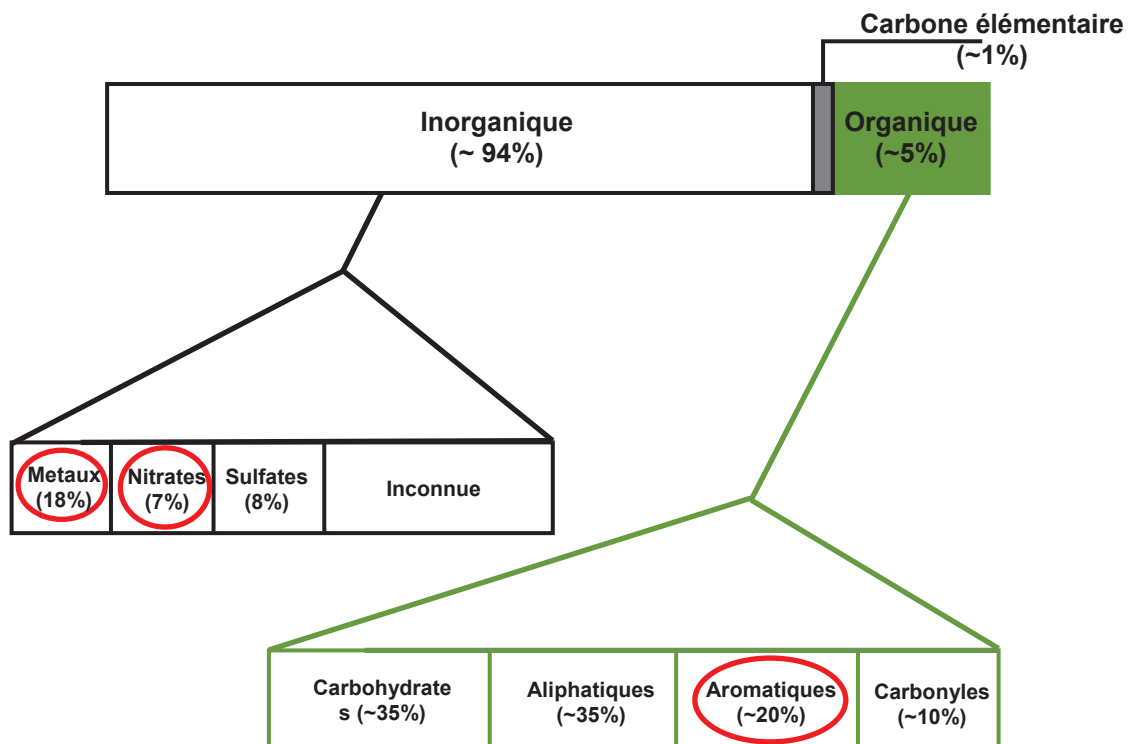 Carbone élémentaire
(~1%)
Inorganique
(~ 94%)
Organique
(~5%)
Metaux
(18%)
Nitrates
(7%)
Sulfates
(8%)
Inconnue
Carbohydrate
s (~35%)
Aliphatiques
(~35%)
Aromatiques
(~20%)
Carbonyles
(~10%)